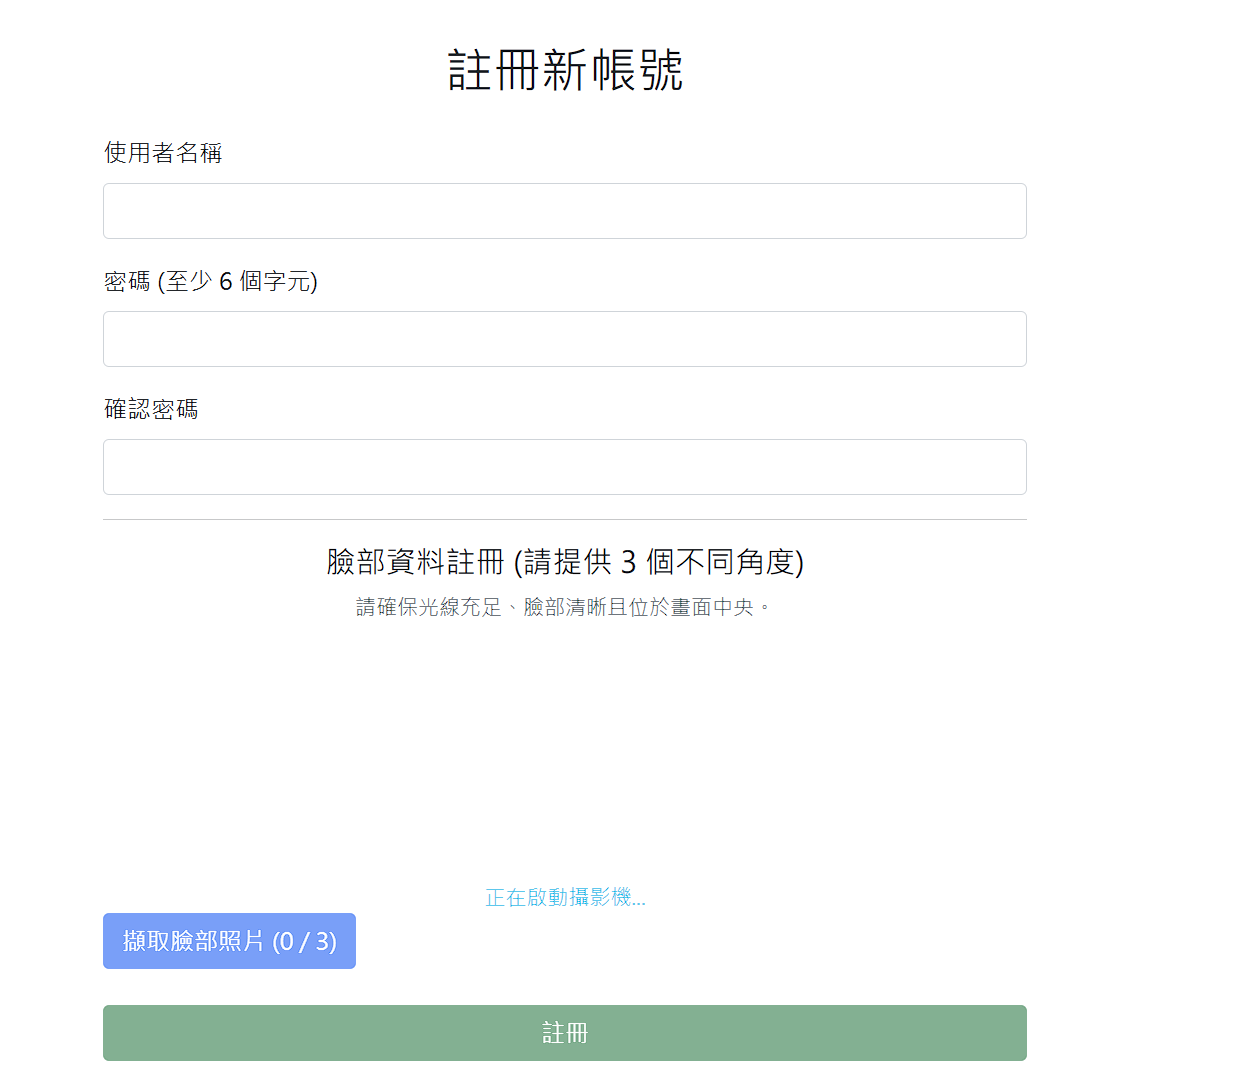 註冊新帳號
使用者名稱
密碼 (至少 6 個字元)
確認密碼
臉部資料註冊 (請提供 3 個不同角度)
請確保光線充足、臉部清晰且位於畫面中央。
正在啟動攝影機...
擷取臉部照片 (0 / 3)
註冊